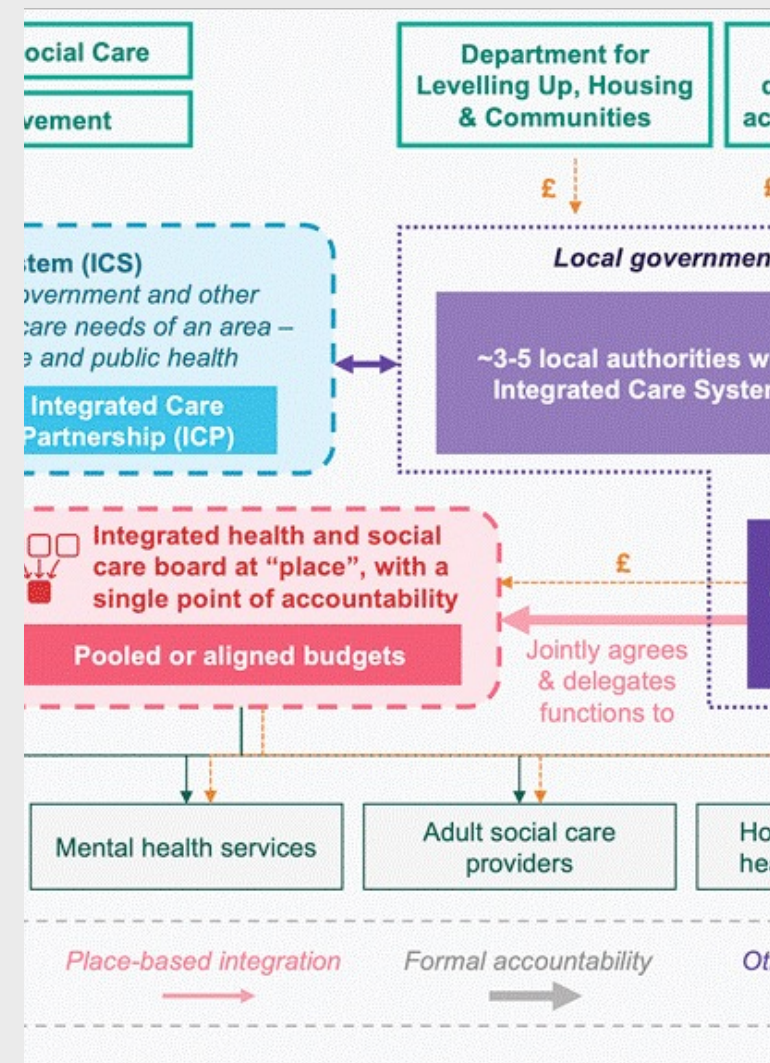 ocial Care
vement
Department for
Levelling Up, Housing
& Communities
ac
£
£
stem (ICS)
overnment and other
care needs of an area –
e and public health
Integrated Care
Partnership (ICP)
Local governmen
~3-5 local authorities w
Integrated Care System
Integrated health and social
care board at “place”, with a
single point of accountability
Pooled or aligned budgets
£
Jointly agrees
& delegates
functions to
Mental health services
Adult social care
providers
Ho
hea
Place-based integration
Formal accountability
Ot